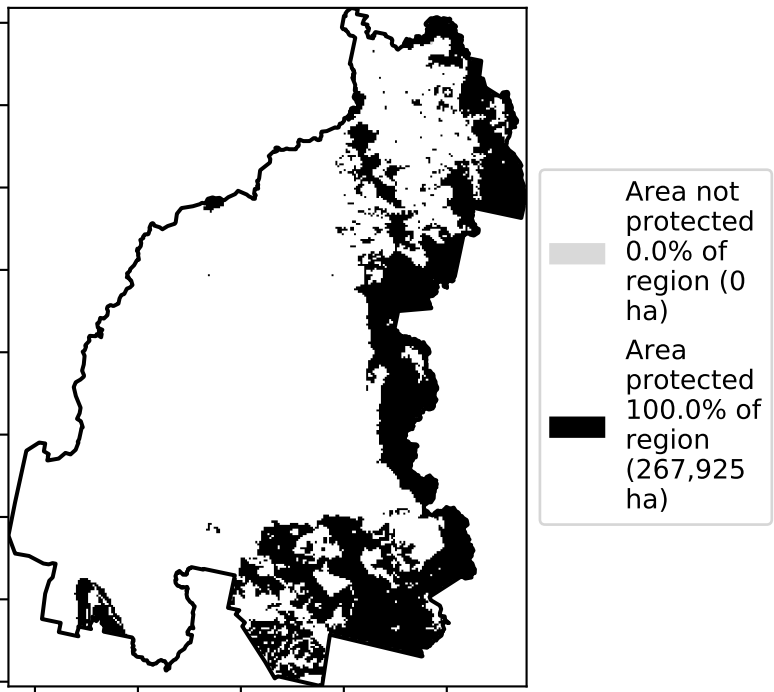 Area not
protected
0.0% of
region (0
ha)
Area
protected
100.0% of
region
(267,925
ha)